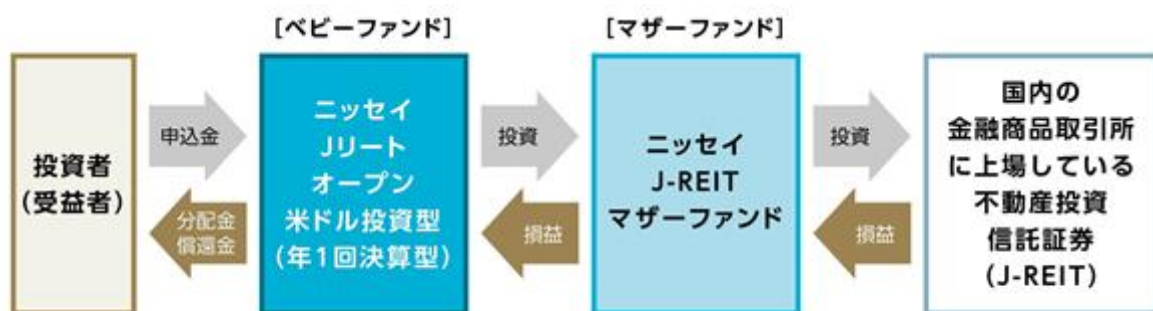 [ベビーファンド]
[マザーファンド]
投資者
(受益者)
申込金
分配金
償還金
ニッセイ
Jリート
オープン
米ドル投資型
(年1回決算型)
投資
損益
ニッセイ
J-REIT
マザーファンド
投資
損益
国内の
金融商品取引所
に上場している
不動産投資
信託証券
(J-REIT)